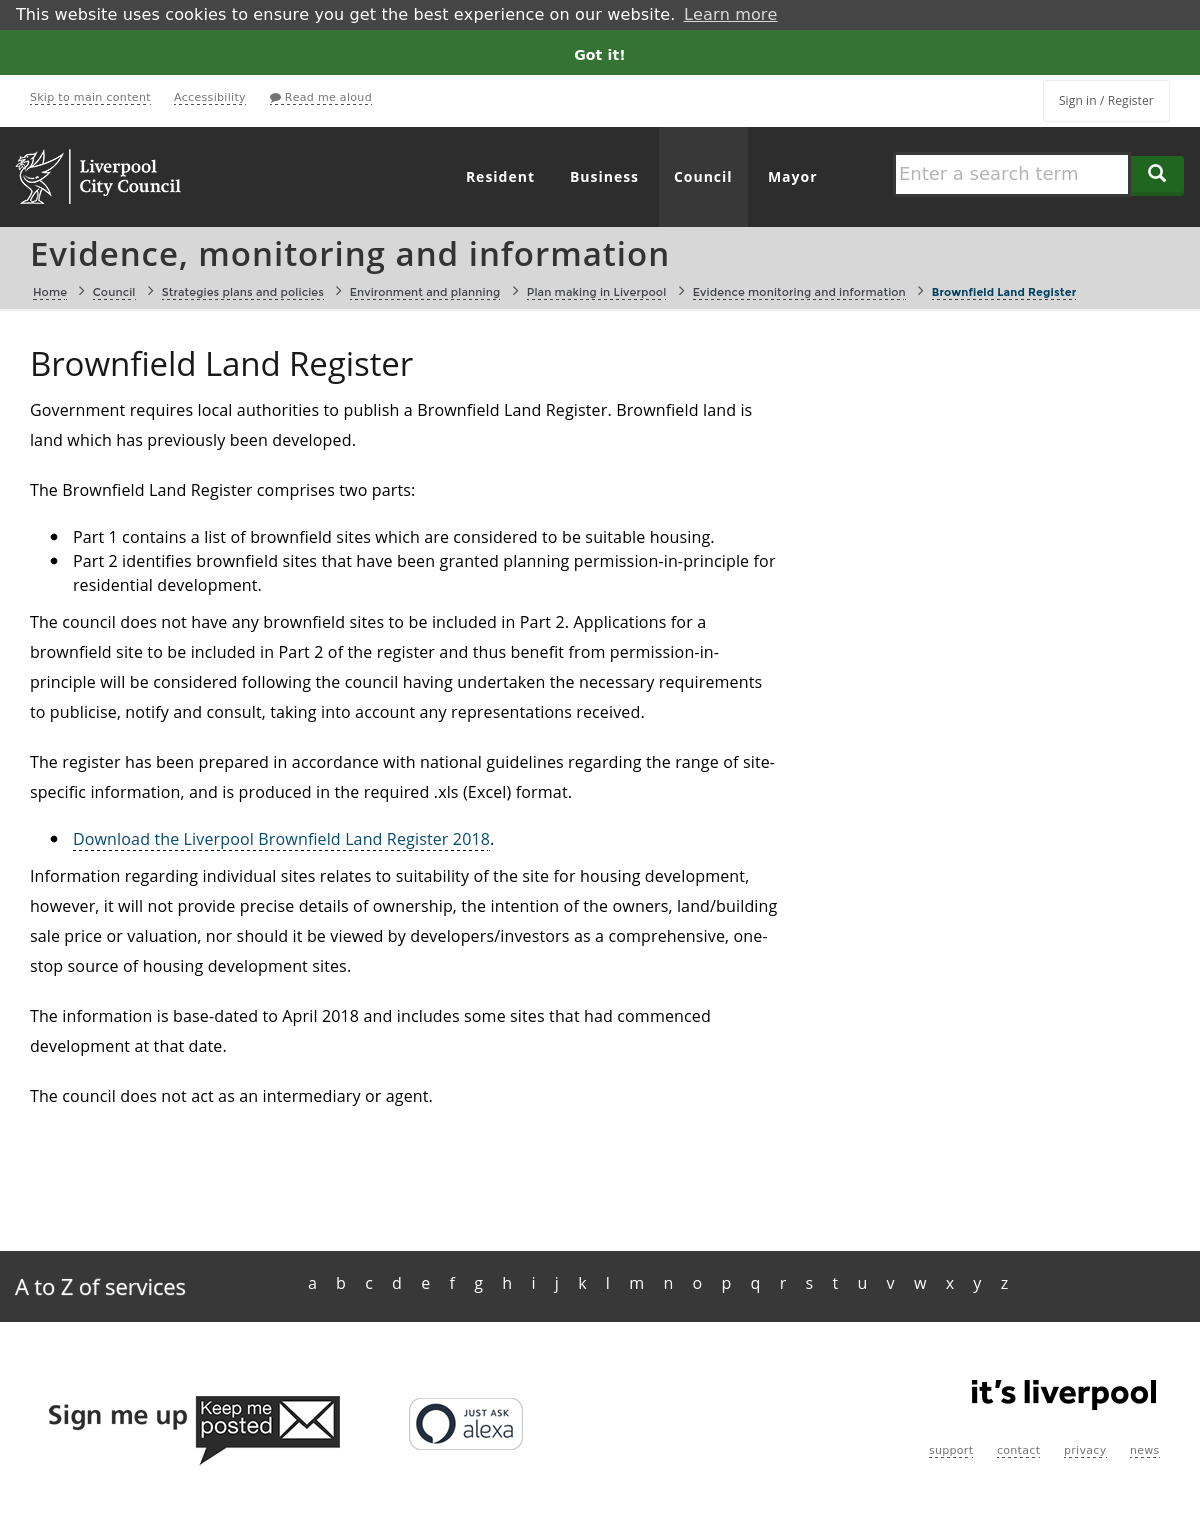 This website uses cookies to ensure you get the best experience on our website. Learn more
Got it!
Skip to main content Accessibility Read me aloud
Sign in / Register
Liverpool
City Council
Resident Business Council Mayor
Enter a search term
Evidence, monitoring and information
Home Council Strategies plans and policies Environment and planning Plan making in Liverpool Evidence monitoring and information Brownfield Land Register
Brownfield Land Register
Government requires local authorities to publish a Brownfield Land Register. Brownfield land is
land which has previously been developed.
The Brownfield Land Register comprises two parts:
Part 1 contains a list of brownfield sites which are considered to be suitable housing.
Part 2 identifies brownfield sites that have been granted planning permission-in-principle for
residential development.
The council does not have any brownfield sites to be included in Part 2. Applications for a
brownfield site to be included in Part 2 of the register and thus benefit from permission-in-
principle will be considered following the council having undertaken the necessary requirements
to publicise, notify and consult, taking into account any representations received.
The register has been prepared in accordance with national guidelines regarding the range of site-
specific information, and is produced in the required .xls (Excel) format.
Download the Liverpool Brownfield Land Register 2018.
Information regarding individual sites relates to suitability of the site for housing development,
however, it will not provide precise details of ownership, the intention of the owners, land/building
sale price or valuation, nor should it be viewed by developers/investors as a comprehensive, one-
stop source of housing development sites.
The information is base-dated to April 2018 and includes some sites that had commenced
development at that date.
The council does not act as an intermediary or agent.
A to Z of services
a b c d e f g h i j k l m n o p q r s t u v w x y z
Sign me up
Keep me
posted
JUST ASK
alexa
it's liverpool
support contact privacy news